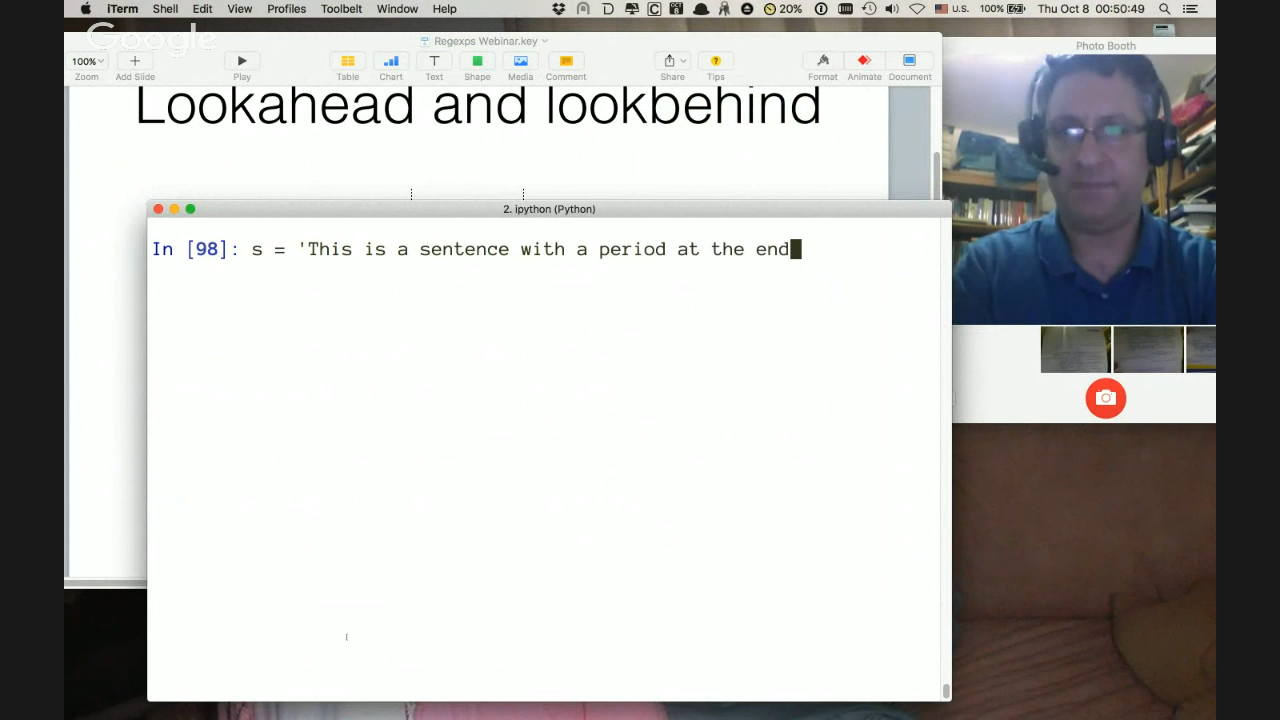 iTerm Shell Edit View Profiles Toolbelt Window Help 20% U.S. 100% Thu Oct 8 00:50:49
Google
Regexps Webinar.key
Photo Booth
100%
Zoom Add Slide Play Table Chart Text Shape Media Comment Share Tips Format Animate Document
Lookahead and lookbehind
2. ipython (Python)
In [98]: s = 'This is a sentence with a period at the end